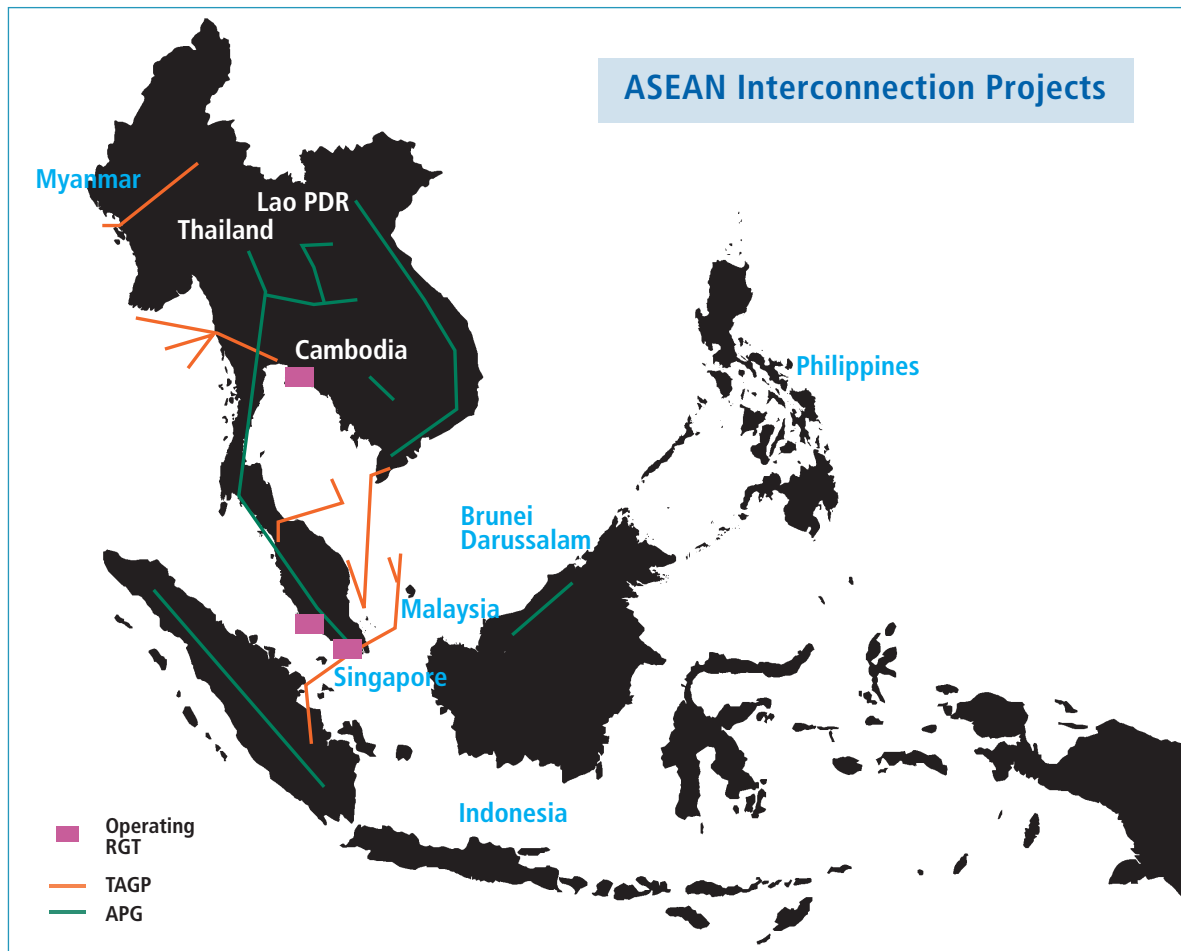 ASEAN Interconnection Projects
Myanmar
Lao PDR
Thailand
Cambodia
Philippines
Brunei
Darussalam
Malaysia
Singapore
Indonesia
Operating
RGT
TAGP
APG